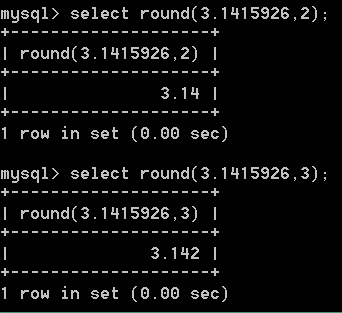 mysql> select round(3.1415926,2);
+--------------------+
| round(3.1415926,2) |
+--------------------+
|               3.14 |
+--------------------+
1 row in set (0.00 sec)
mysql> select round(3.1415926,3);
+--------------------+
| round(3.1415926,3) |
+--------------------+
|              3.142 |
+--------------------+
1 row in set (0.00 sec)